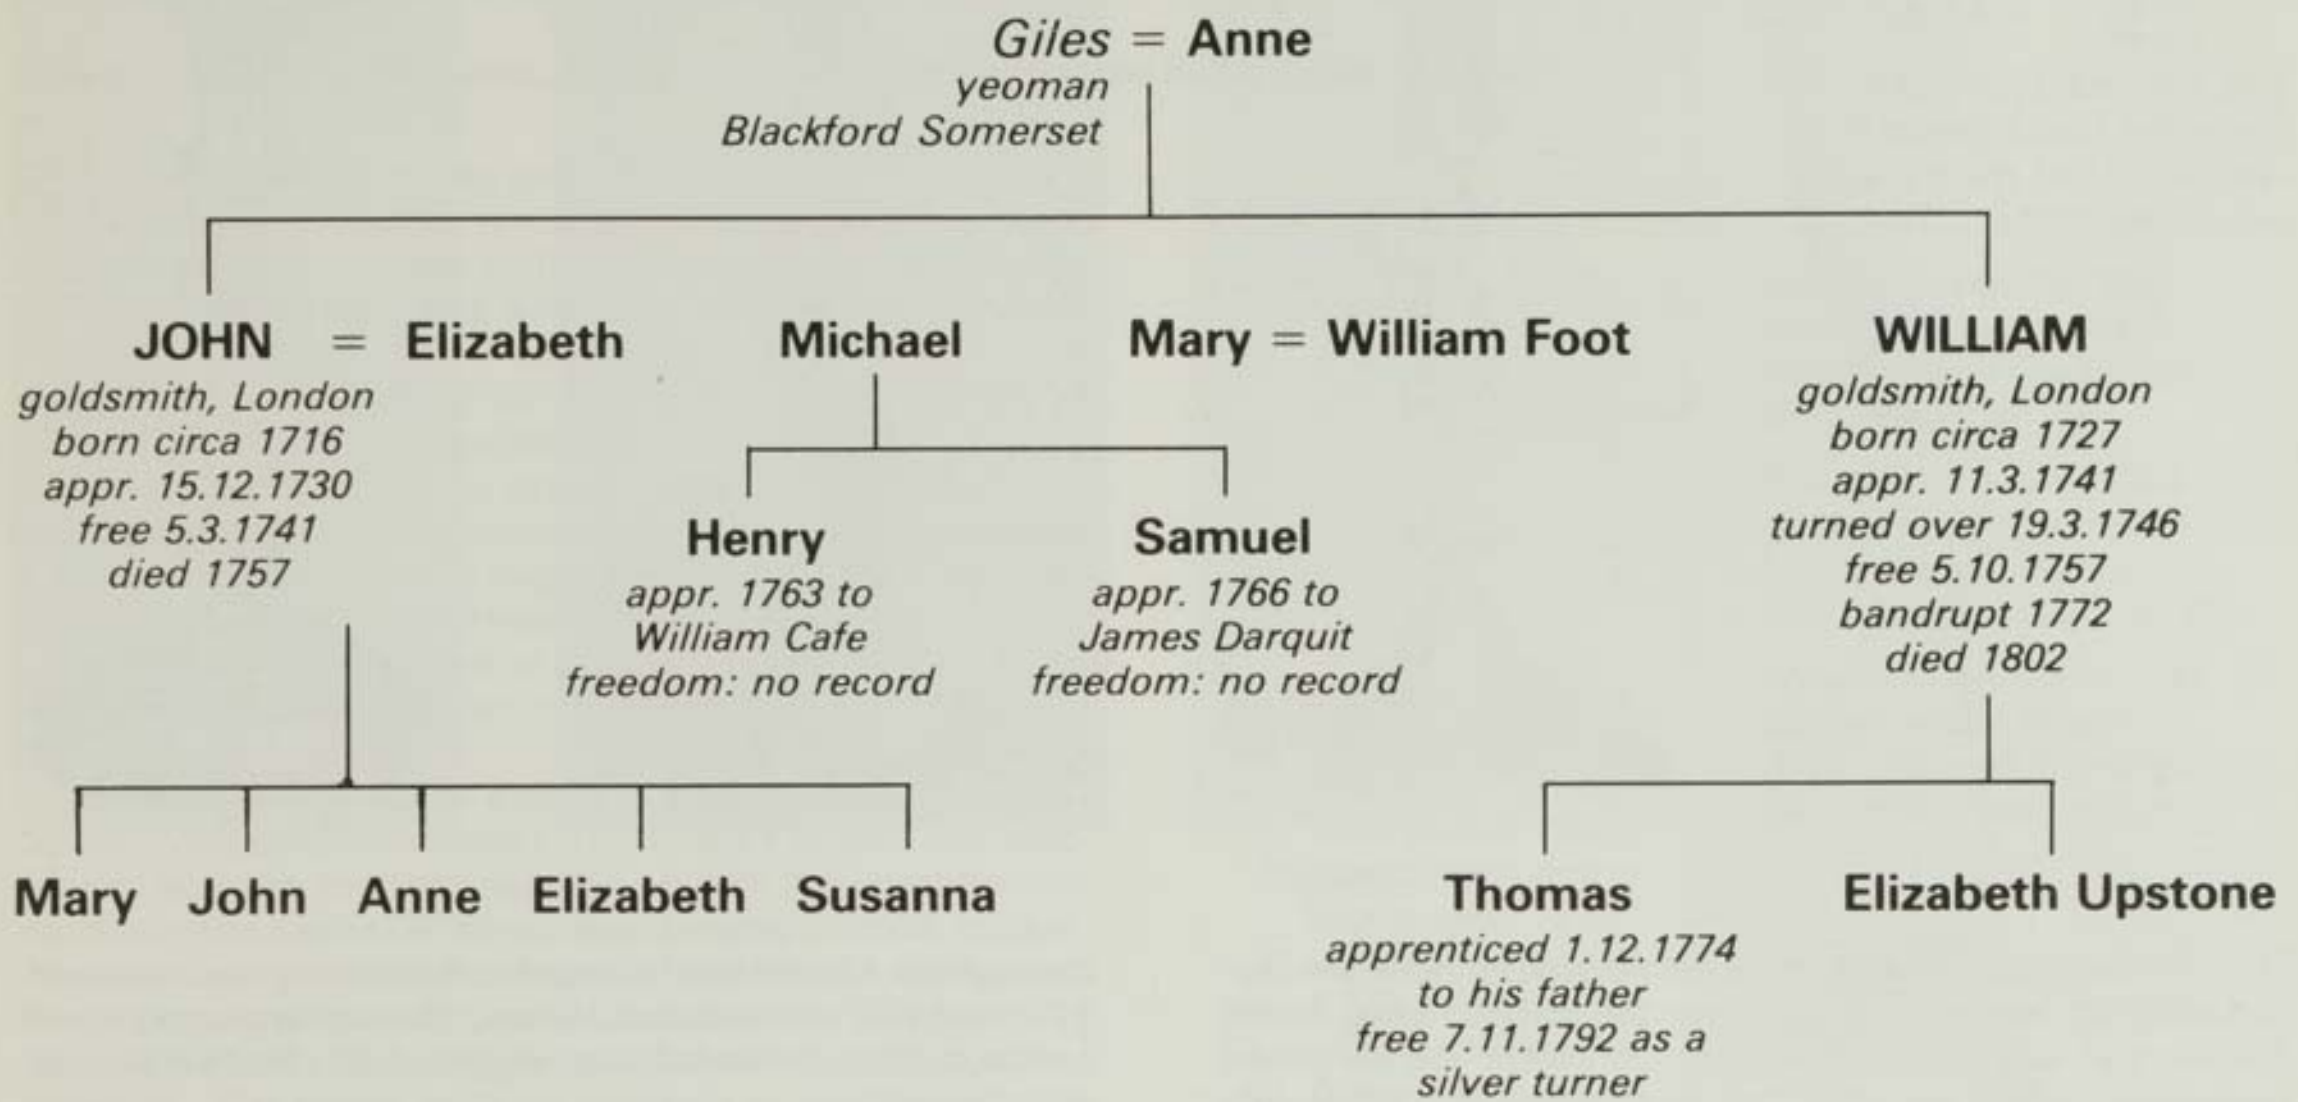 Giles = Anne
yeoman
Blackford Somerset
JOHN = Elizabeth
goldsmith, London
born circa 1716
appr. 15.12.1730
free 5.3.1741
died 1757
Michael
Mary = William Foot
WILLIAM
goldsmith, London
born circa 1727
appr. 11.3.1741
turned over 19.3.1746
free 5.10.1757
bandrupt 1772
died 1802
Henry
appr. 1763 to
William Cafe
freedom: no record
Samuel
appr. 1766 to
James Darquit
freedom: no record
Mary
John
Anne
Elizabeth
Susanna
Thomas
apprenticed 1.12.1774
to his father
free 7.11.1792 as a
silver turner
Elizabeth Upstone